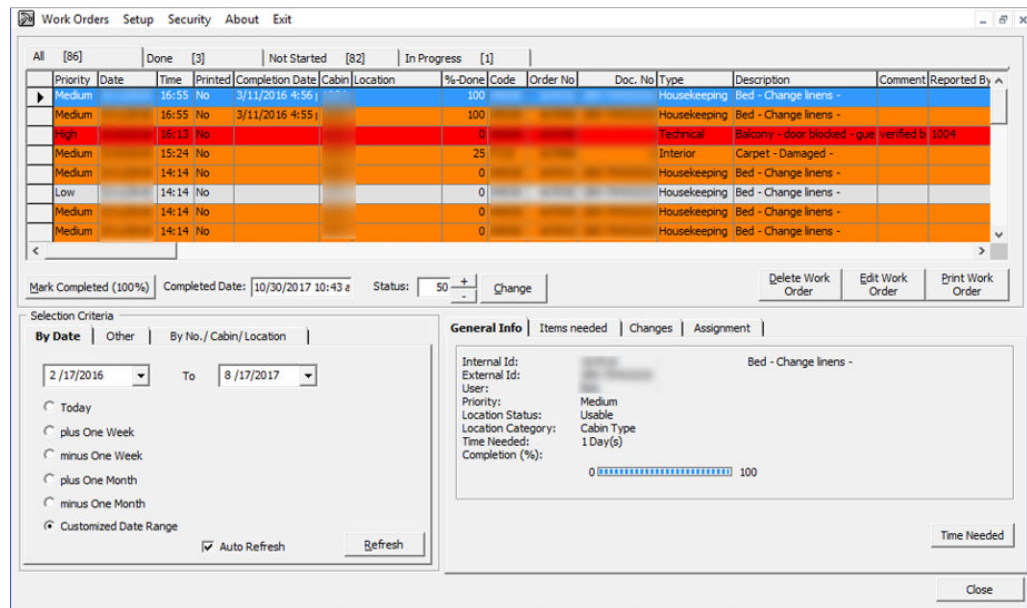 Work Orders Setup Security About Exit
All [86] Done [3] Not Started [82] In Progress [1]
Priority Date Time Printed Completion Date Cabin Location %-Done Code Order No Doc. No Type Description Comment Reported By
Medium 16:55 No 3/11/2016 4:56 100 Housekeeping Bed - Change linens -
Medium 16:55 No 3/11/2016 4:55 100 Housekeeping Bed - Change linens -
High 16:13 No 0 Technical Balcony - door blocked - gue verified b 1004
Medium 15:24 No 25 Interior Carpet - Damaged -
Medium 14:14 No 0 Housekeeping Bed - Change linens -
Low 14:14 No 0 Housekeeping Bed - Change linens -
Medium 14:14 No 0 Housekeeping Bed - Change linens -
Medium 14:14 No 0 Housekeeping Bed - Change linens -
Mark Completed (100%) Completed Date: 10/30/2017 10:43 a Status: 50 + - Change Delete Work Order Edit Work Order Print Work Order
Selection Criteria
By Date Other By No./ Cabin/ Location
2 /17/2016 To 8 /17/2017
Today
plus One Week
minus One Week
plus One Month
minus One Month
Customized Date Range
Auto Refresh Refresh
General Info Items needed Changes Assignment
Internal Id: Bed - Change linens -
External Id:
User:
Priority: Medium
Location Status: Usable
Location Category: Cabin Type
Time Needed: 1 Day(s)
Completion (%):
0 100
Time Needed
Close